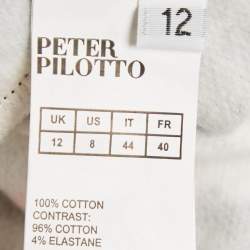 12
PETER
PILOTTO
UK US IT FR
12 8 44 40
100% COTTON
CONTRAST:
96% COTTON
4% ELASTANE